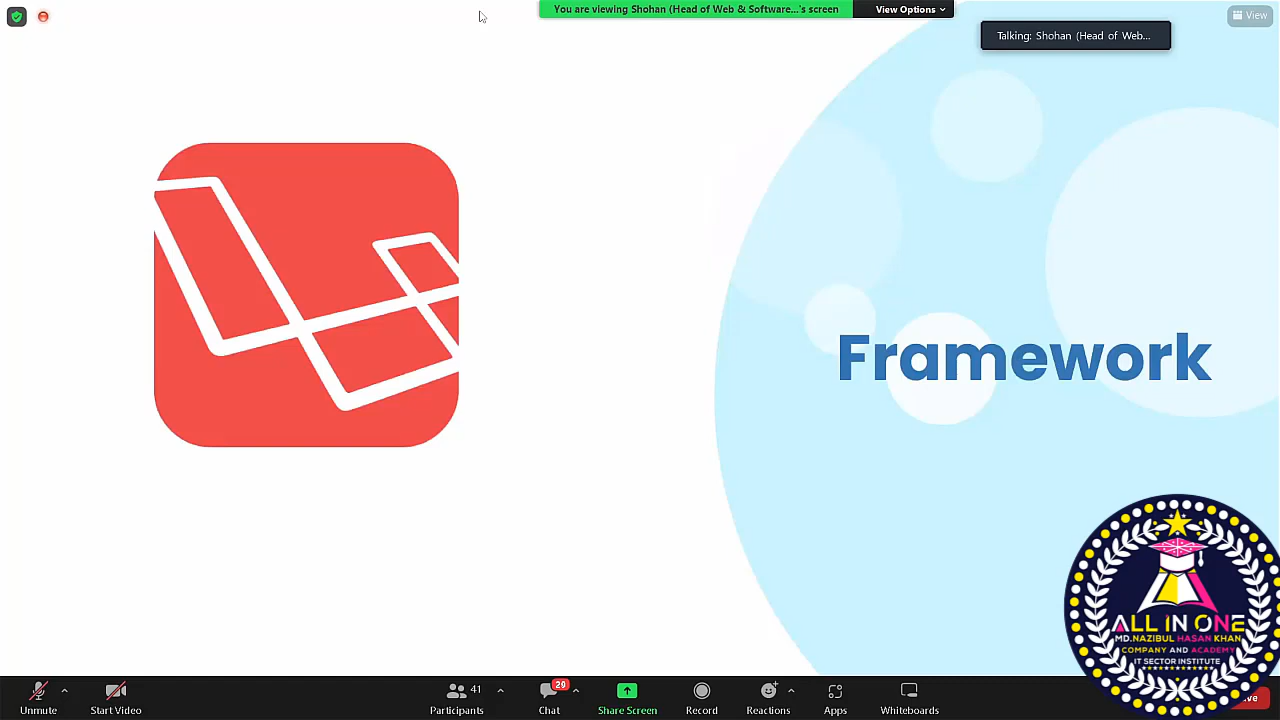 You are viewing Shohan (Head of Web & Software...'s screen
View Options
View
Talking: Shohan (Head of Web...
Framework
ALL IN ONE
MD.NAZIBUL HASAN KHAN
COMPANY AND ACADEMY
IT SECTOR INSTITUTE
Unmute
Start Video
41
Participants
29
Chat
Share Screen
Record
Reactions
Apps
Whiteboards